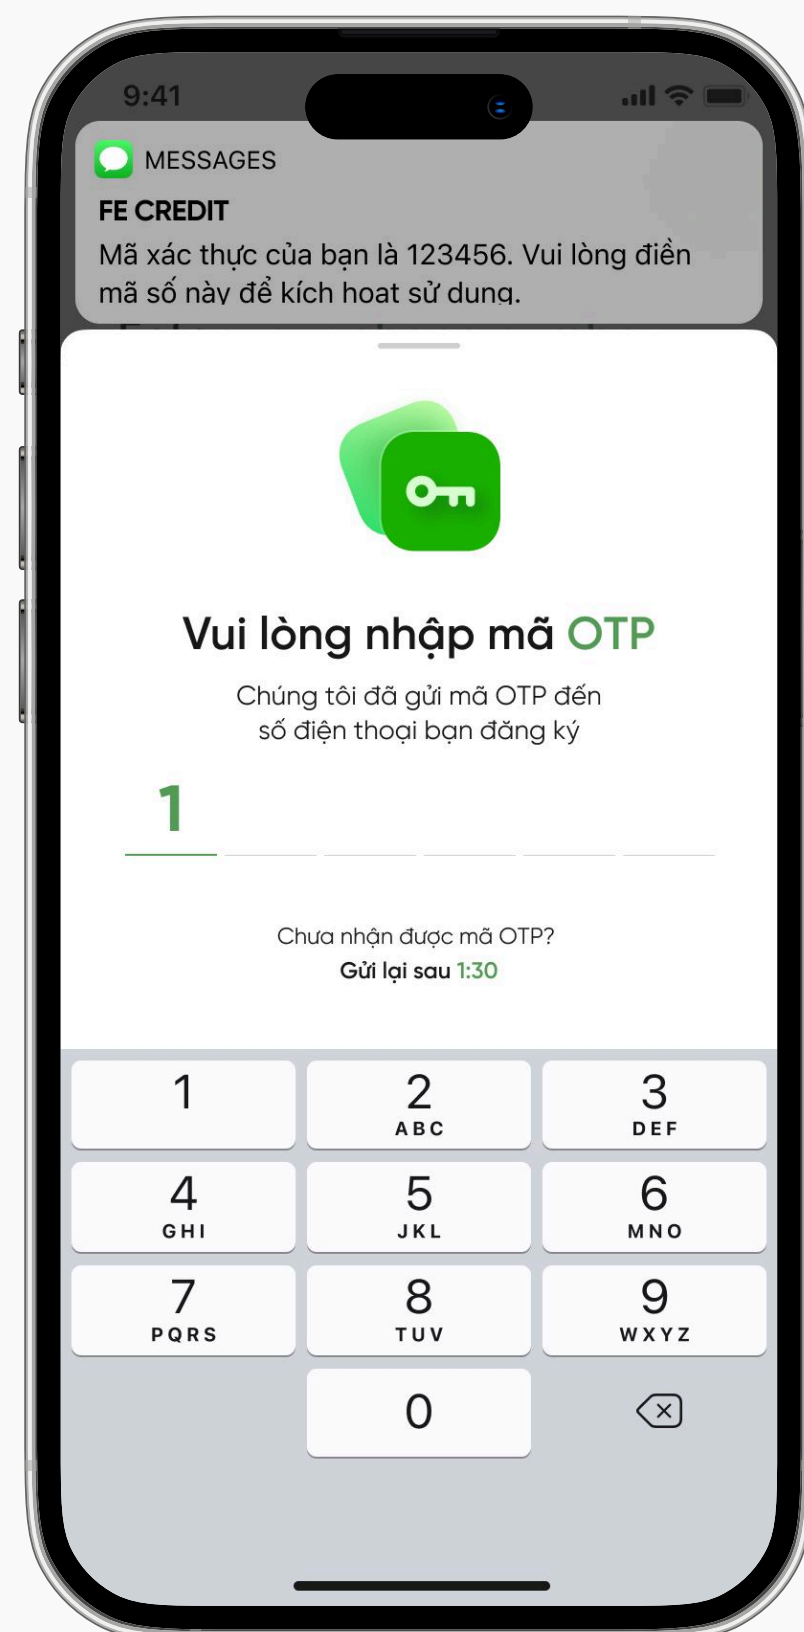 9:41
MESSAGES
FE CREDIT
Mã xác thực của bạn là 123456. Vui lòng điền
mã số này để kích hoạt sử dụng.
Vui lòng nhập mã OTP
Chúng tôi đã gửi mã OTP đến
số điện thoại bạn đăng ký
1
Chưa nhận được mã OTP?
Gửi lại sau 1:30
1
2
3
ABC
DEF
4
5
6
GHI
JKL
MNO
7
8
9
PQRS
TUV
WXYZ
0